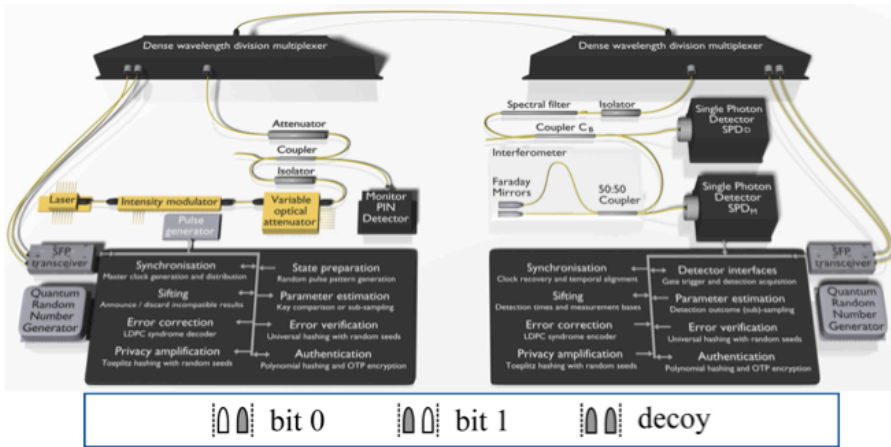 Dense wavelength division multiplexer
Attenuator
Coupler
Isolator
Laser
Intensity modulator
Variable
optical
attenuator
Monitor
PIN
Detector
Pulse
generator
SFP
transceiver
Quantum
Random
Number
Generator
Synchronisation
Master clock generation and distribution
State preparation
Random pulse pattern generation
Sifting
Announce / discard incompatible results
Parameter estimation
Key comparison or sub-sampling
Error correction
LDPC syndrome decoder
Error verification
Universal hashing with random seeds
Privacy amplification
Toeplitz hashing with random seeds
Authentication
Polynomial hashing and OTP encryption
Dense wavelength division multiplexer
Spectral filter
Isolator
Coupler CB
Single Photon
Detector
SPDD
Interferometer
Faraday
Mirrors
50:50
Coupler
Single Photon
Detector
SPDM
SFP
transceiver
Quantum
Random
Number
Generator
Synchronisation
Clock recovery and temporal alignment
Detector interfaces
Gate trigger and detection acquisition
Sifting
Detection times and measurement bases
Parameter estimation
Detection outcome (sub)-sampling
Error correction
LDPC syndrome encoder
Error verification
Universal hashing with random seeds
Privacy amplification
Toeplitz hashing with random seeds
Authentication
Polynomial hashing and OTP encryption
bit 0 bit 1 decoy